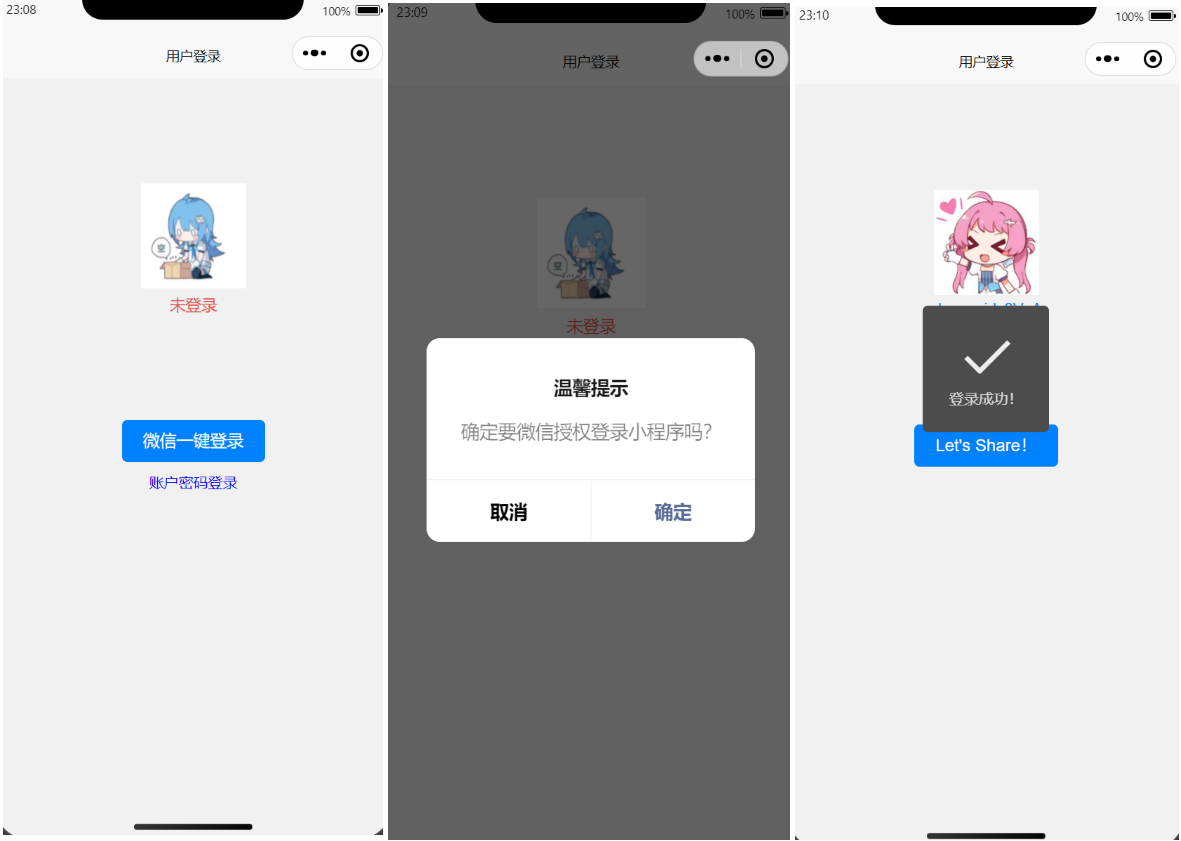 23:08
100%
用户登录
空
未登录
微信一键登录
账户密码登录
23:09
100%
用户登录
空
未登录
温馨提示
确定要微信授权登录小程序吗?
取消
确定
23:10
100%
用户登录
登录成功!
Let's Share!